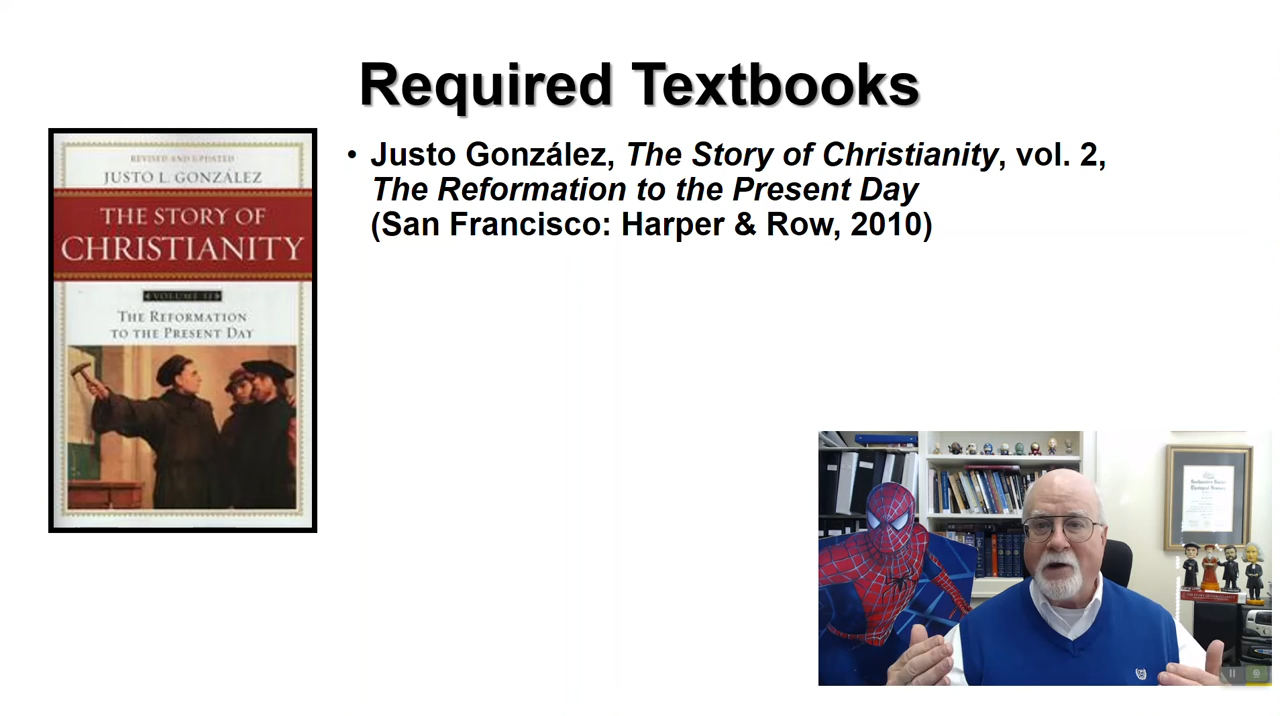 Required Textbooks
• Justo González, The Story of Christianity, vol. 2,
The Reformation to the Present Day
(San Francisco: Harper & Row, 2010)
REVISED AND UPDATED
JUSTO L. GONZÁLEZ
THE STORY OF
CHRISTIANITY
VOLUME II
THE REFORMATION
TO THE PRESENT DAY